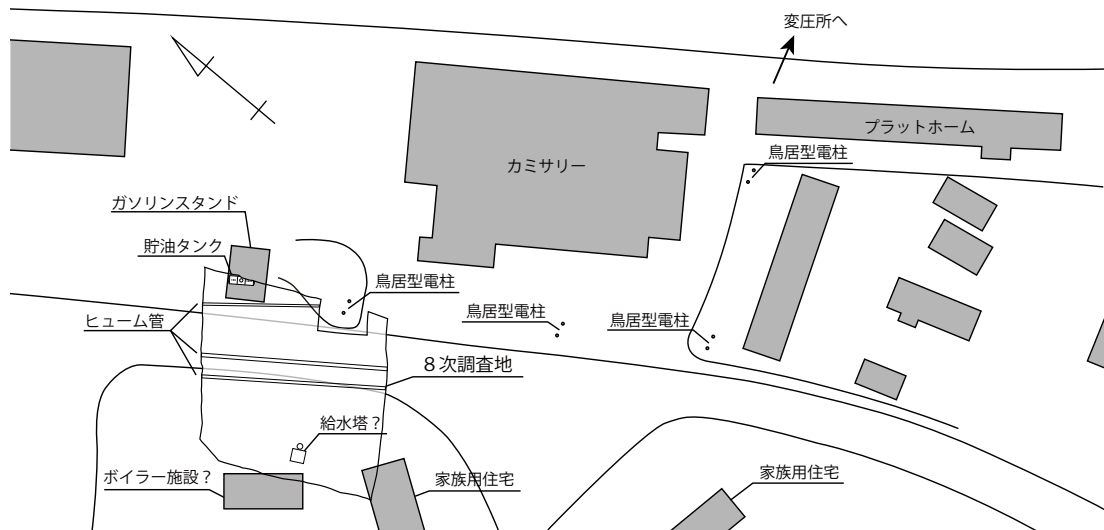 変圧所へ
プラットホーム
鳥居型電柱
カミサリー
ガソリンスタンド
貯油タンク
鳥居型電柱
鳥居型電柱
鳥居型電柱
ヒューム管
8次調査地
給水塔？
ボイラー施設？
家族用住宅
家族用住宅